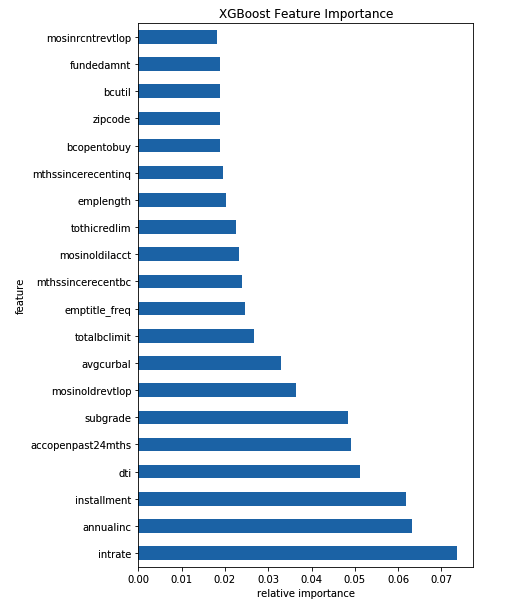 XGBoost Feature Importance
mosinrcntrevtlop
fundedamnt
bcutil
zipcode
bcopentobuy
mthssincerecentinq
emplength
tothicredlim
mosinoldilacct
mthssincerecentbc
emptitle_freq
totalbclimit
avgcurbal
mosinoldrevtlop
subgrade
accopenpast24mths
dti
installment
annualinc
intrate
feature
0.00 0.01 0.02 0.03 0.04 0.05 0.06 0.07
relative importance